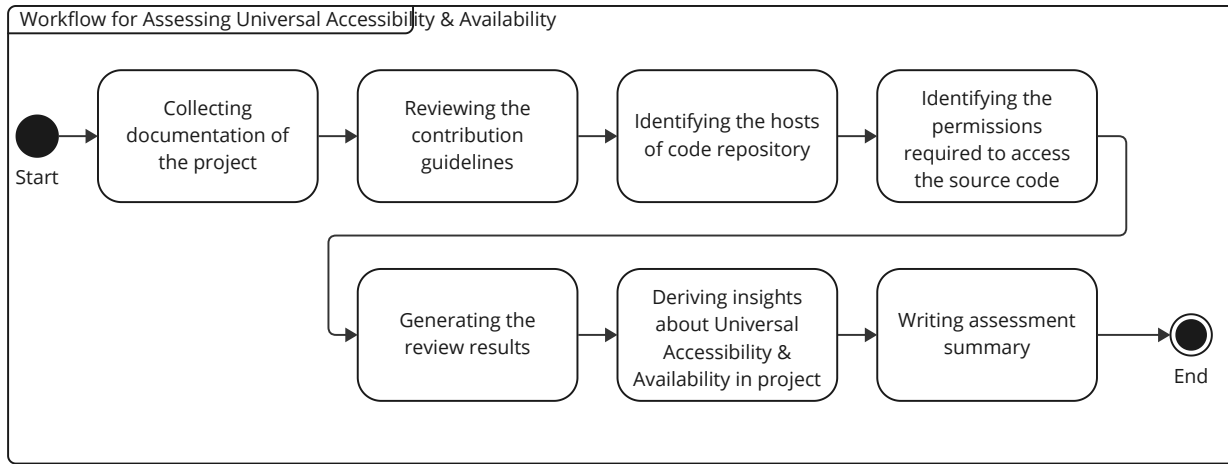 Workflow for Assessing Universal Accessibility & Availability
Start
Collecting
documentation of
the project
Reviewing the
contribution
guidelines
Identifying the hosts
of code repository
Identifying the
permissions
required to access
the source code
Generating the
review results
Deriving insights
about Universal
Accessibility &
Availability in project
Writing assessment
summary
End